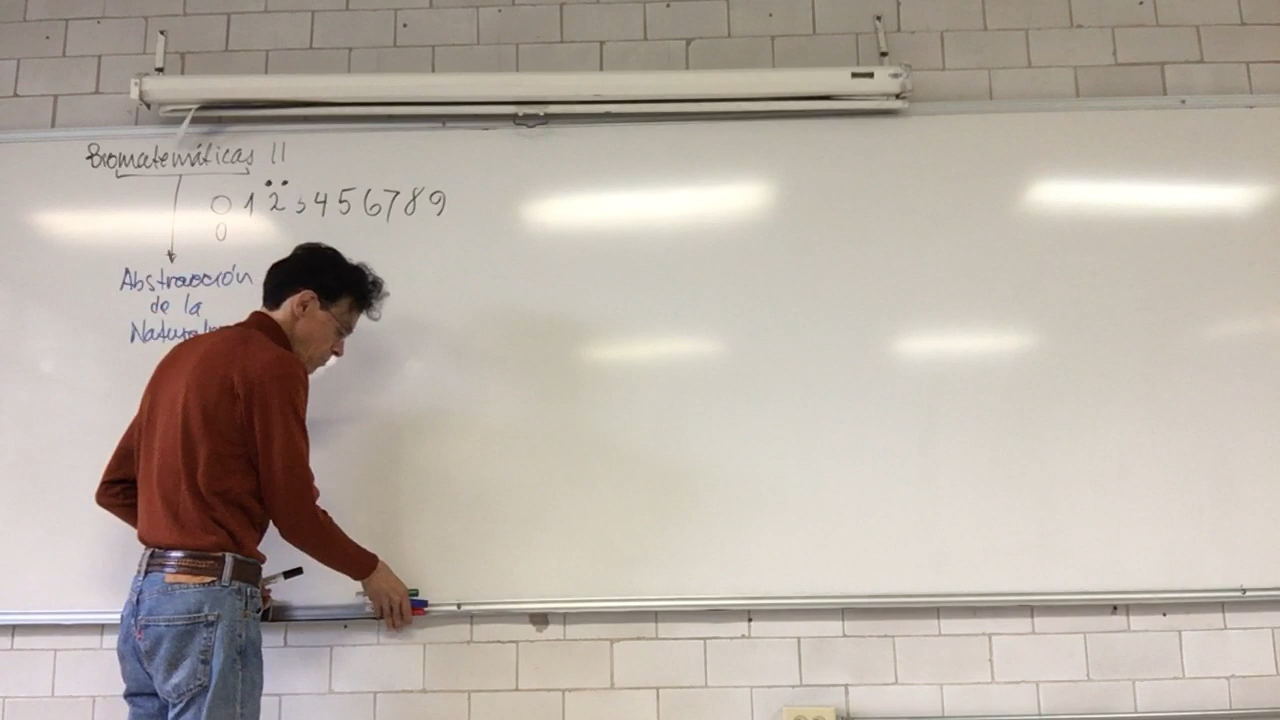 Biomatemáticas II
0 1 2 3 4 5 6 7 8 9
0
Abstracción
de la